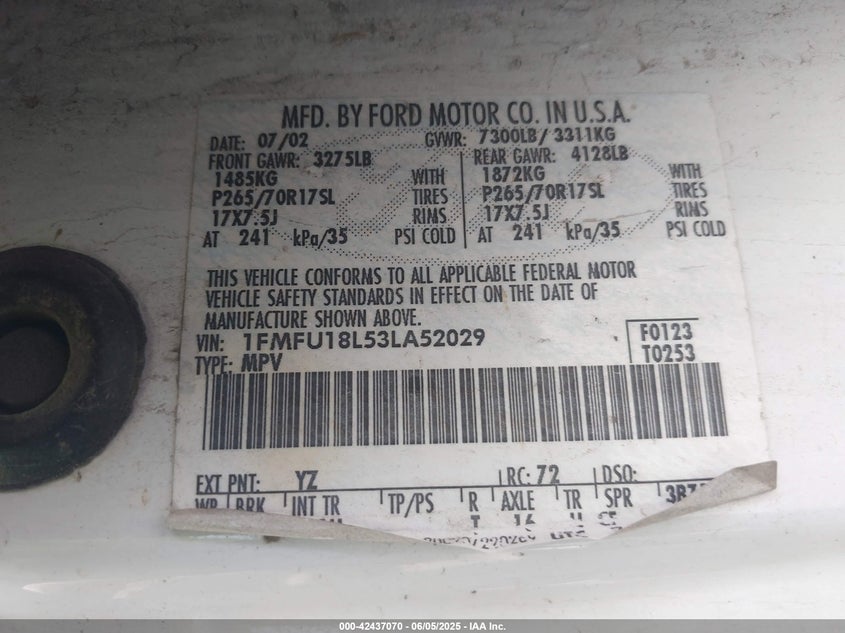 MFD. BY FORD MOTOR CO. IN U.S.A.
DATE: 07/02 GVWR: 7300LB/ 3311KG
FRONT GAWR: 3275LB REAR GAWR: 4128LB
1485KG WITH 1872KG WITH
P265/70R17SL TIRES P265/70R17SL TIRES
17X7.5J RIMS 17X7.5J RIMS
AT 241 kPa/35 PSI COLD AT 241 kPa/35 PSI COLD
THIS VEHICLE CONFORMS TO ALL APPLICABLE FEDERAL MOTOR
VEHICLE SAFETY STANDARDS IN EFFECT ON THE DATE OF
MANUFACTURE SHOWN ABOVE.
VIN: 1FMFU18L53LA52029 F0123
TYPE: MPV T0253
EXT PNT: YZ RC: 72 DSO:
WB BRK INT TR TP/PS R AXLE TR SPR
T 16
000-42437070 | 06/05/2025 - IAA Inc.